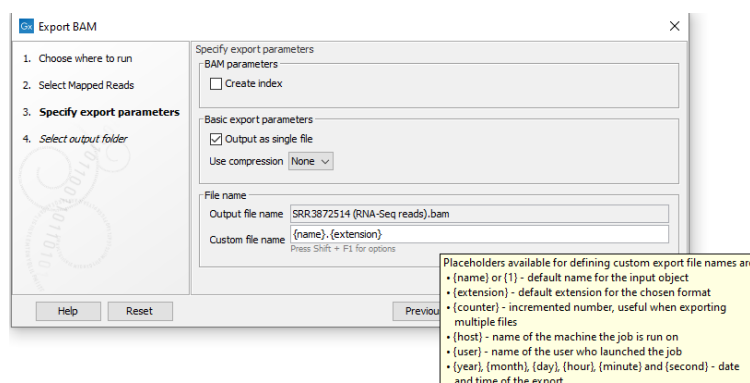 Gx Export BAM
1. Choose where to run
2. Select Mapped Reads
3. Specify export parameters
4. Select output folder
Specify export parameters
BAM parameters
Create index
Basic export parameters
Output as single file
Use compression None
File name
Output file name SRR3872514 (RNA-Seq reads).bam
Custom file name {name}.{extension}
Press Shift + F1 for options
Help Reset Previou
Placeholders available for defining custom export file names are
• {name} or {1} - default name for the input object
• {extension} - default extension for the chosen format
• {counter} - incremented number, useful when exporting
multiple files
• {host} - name of the machine the job is run on
• {user} - name of the user who launched the job
• {year}, {month}, {day}, {hour}, {minute} and {second} - date
and time of the export